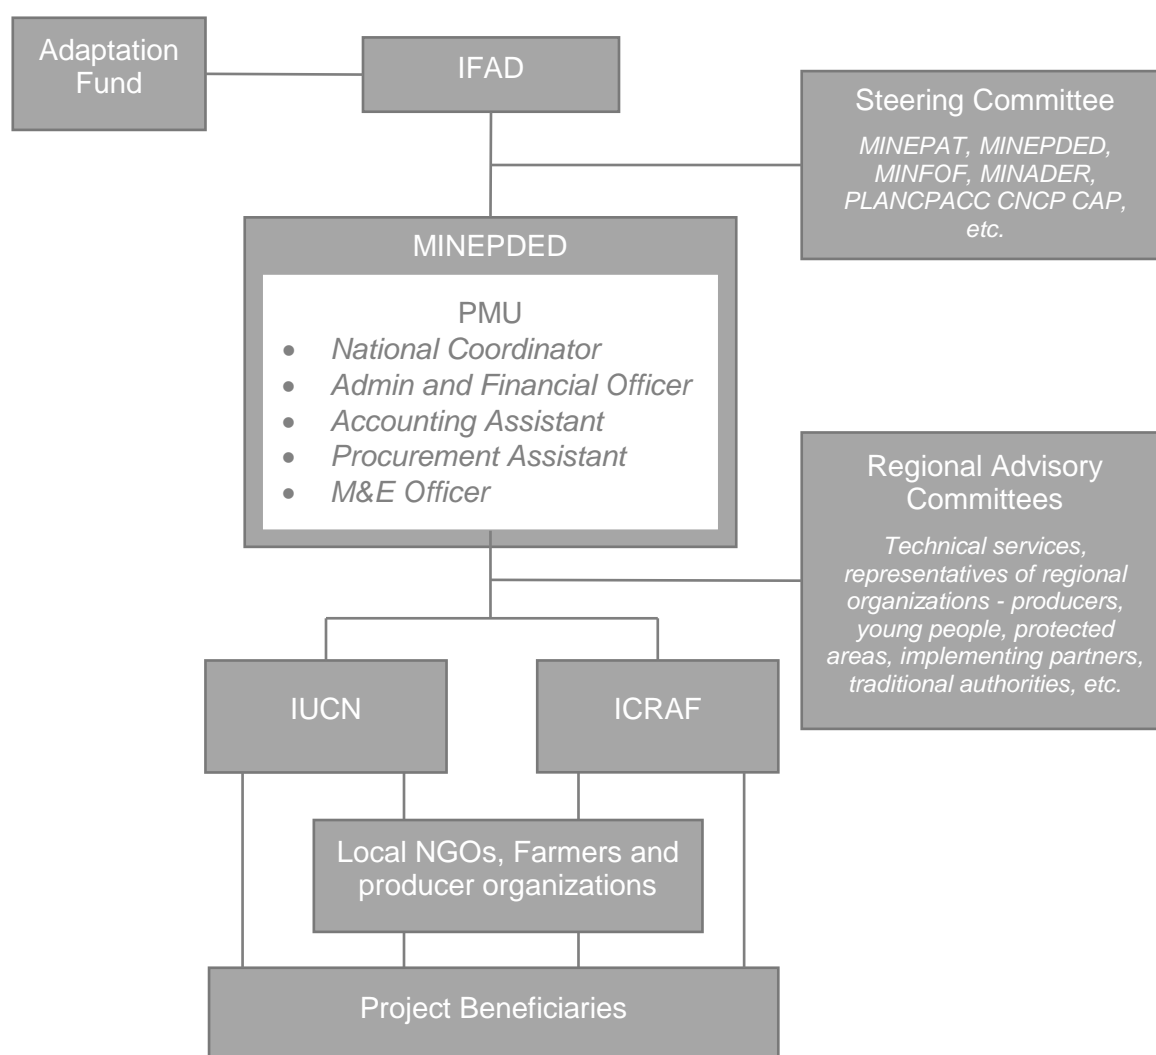 Adaptation
Fund
IFAD
Steering Committee
MINEPAT, MINEPDED,
MINFOF, MINADER,
PLANCPACC CNCP CAP,
etc.
MINEPDED
PMU
• National Coordinator
• Admin and Financial Officer
• Accounting Assistant
• Procurement Assistant
• M&E Officer
Regional Advisory
Committees
Technical services,
representatives of regional
organizations - producers,
young people, protected
areas, implementing partners,
traditional authorities, etc.
IUCN
ICRAF
Local NGOs, Farmers and
producer organizations
Project Beneficiaries